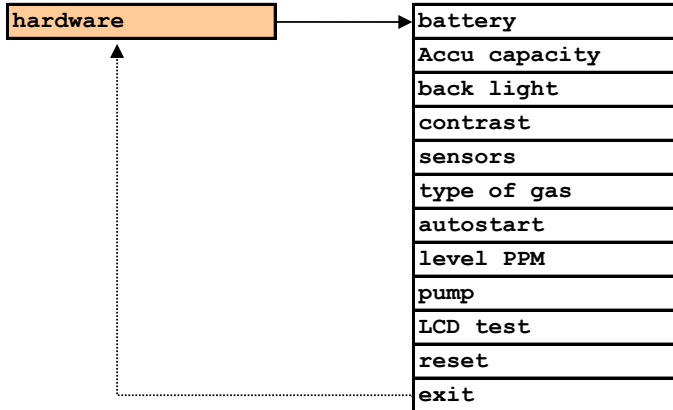 hardware
battery
Accu capacity
back light
contrast
sensors
type of gas
autostart
level PPM
pump
LCD test
reset
exit